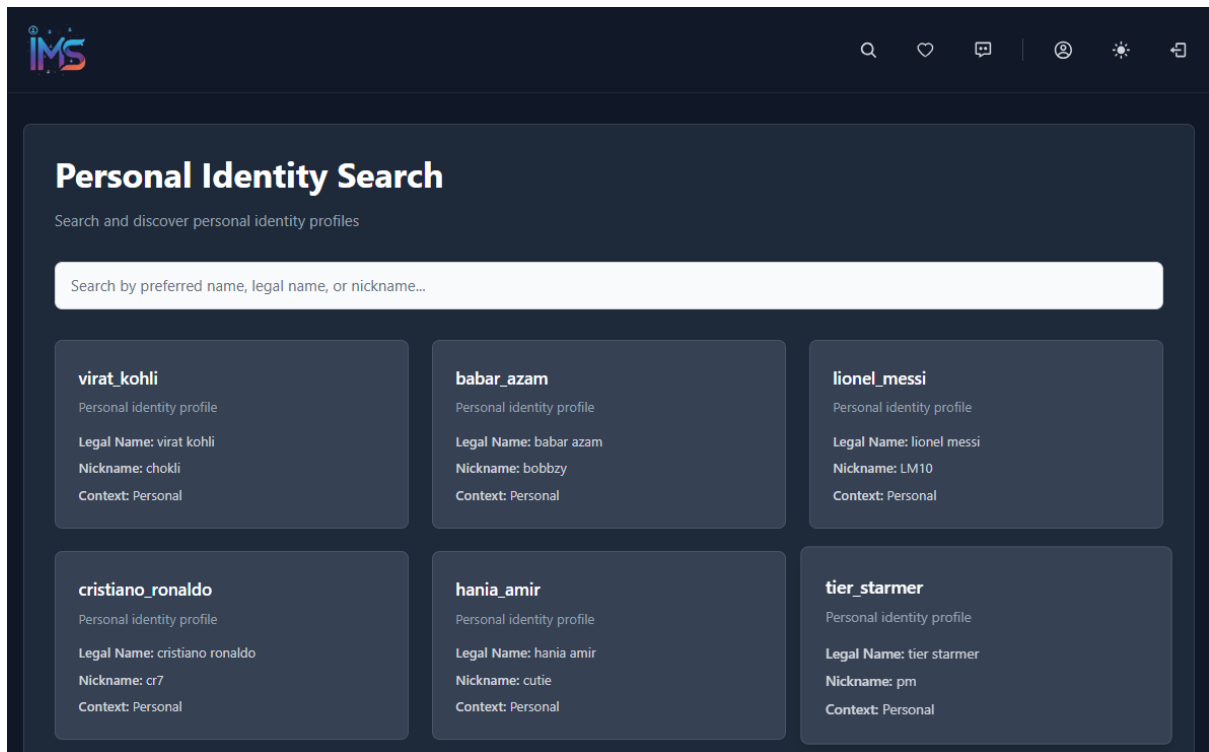 IMS
Personal Identity Search
Search and discover personal identity profiles
Search by preferred name, legal name, or nickname...
virat_kohli
Personal identity profile
Legal Name: virat kohli
Nickname: chokli
Context: Personal
babar_azam
Personal identity profile
Legal Name: babar azam
Nickname: bobbzy
Context: Personal
lionel_messi
Personal identity profile
Legal Name: lionel messi
Nickname: LM10
Context: Personal
cristiano_ronaldo
Personal identity profile
Legal Name: cristiano ronaldo
Nickname: cr7
Context: Personal
hania_amir
Personal identity profile
Legal Name: hania amir
Nickname: cutie
Context: Personal
tier_starmer
Personal identity profile
Legal Name: tier starmer
Nickname: pm
Context: Personal